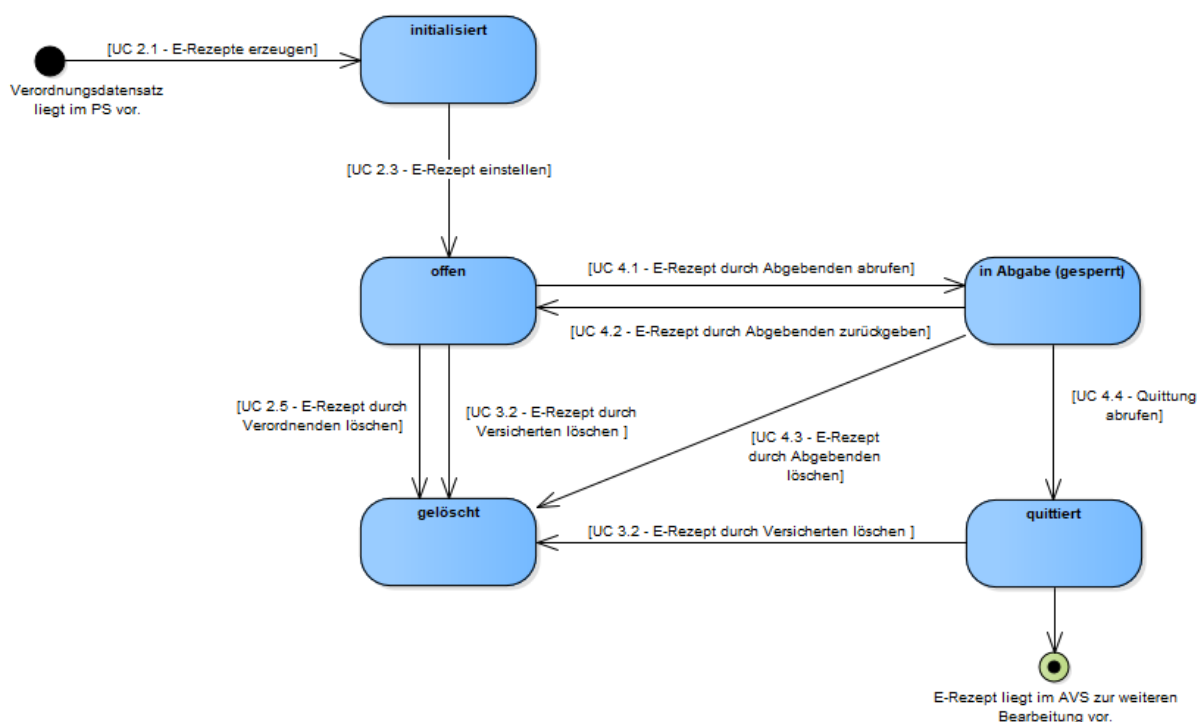 initialisiert
[UC 2.1 - E-Rezepte erzeugen]
Verordnungsdatensatz
liegt im PS vor.
[UC 2.3 - E-Rezept einstellen]
offen
[UC 4.1 - E-Rezept durch Abgebenden abrufen]
in Abgabe (gesperrt)
[UC 4.2 - E-Rezept durch Abgebenden zurückgeben]
[UC 2.5 - E-Rezept durch
Verordnenden löschen]
[UC 3.2 - E-Rezept durch
Versicherten löschen ]
[UC 4.3 - E-Rezept
durch Abgebenden
löschen]
[UC 4.4 - Quittung
abrufen]
gelöscht
[UC 3.2 - E-Rezept durch Versicherten löschen ]
quittiert
E-Rezept liegt im AVS zur weiteren
Bearbeitung vor.